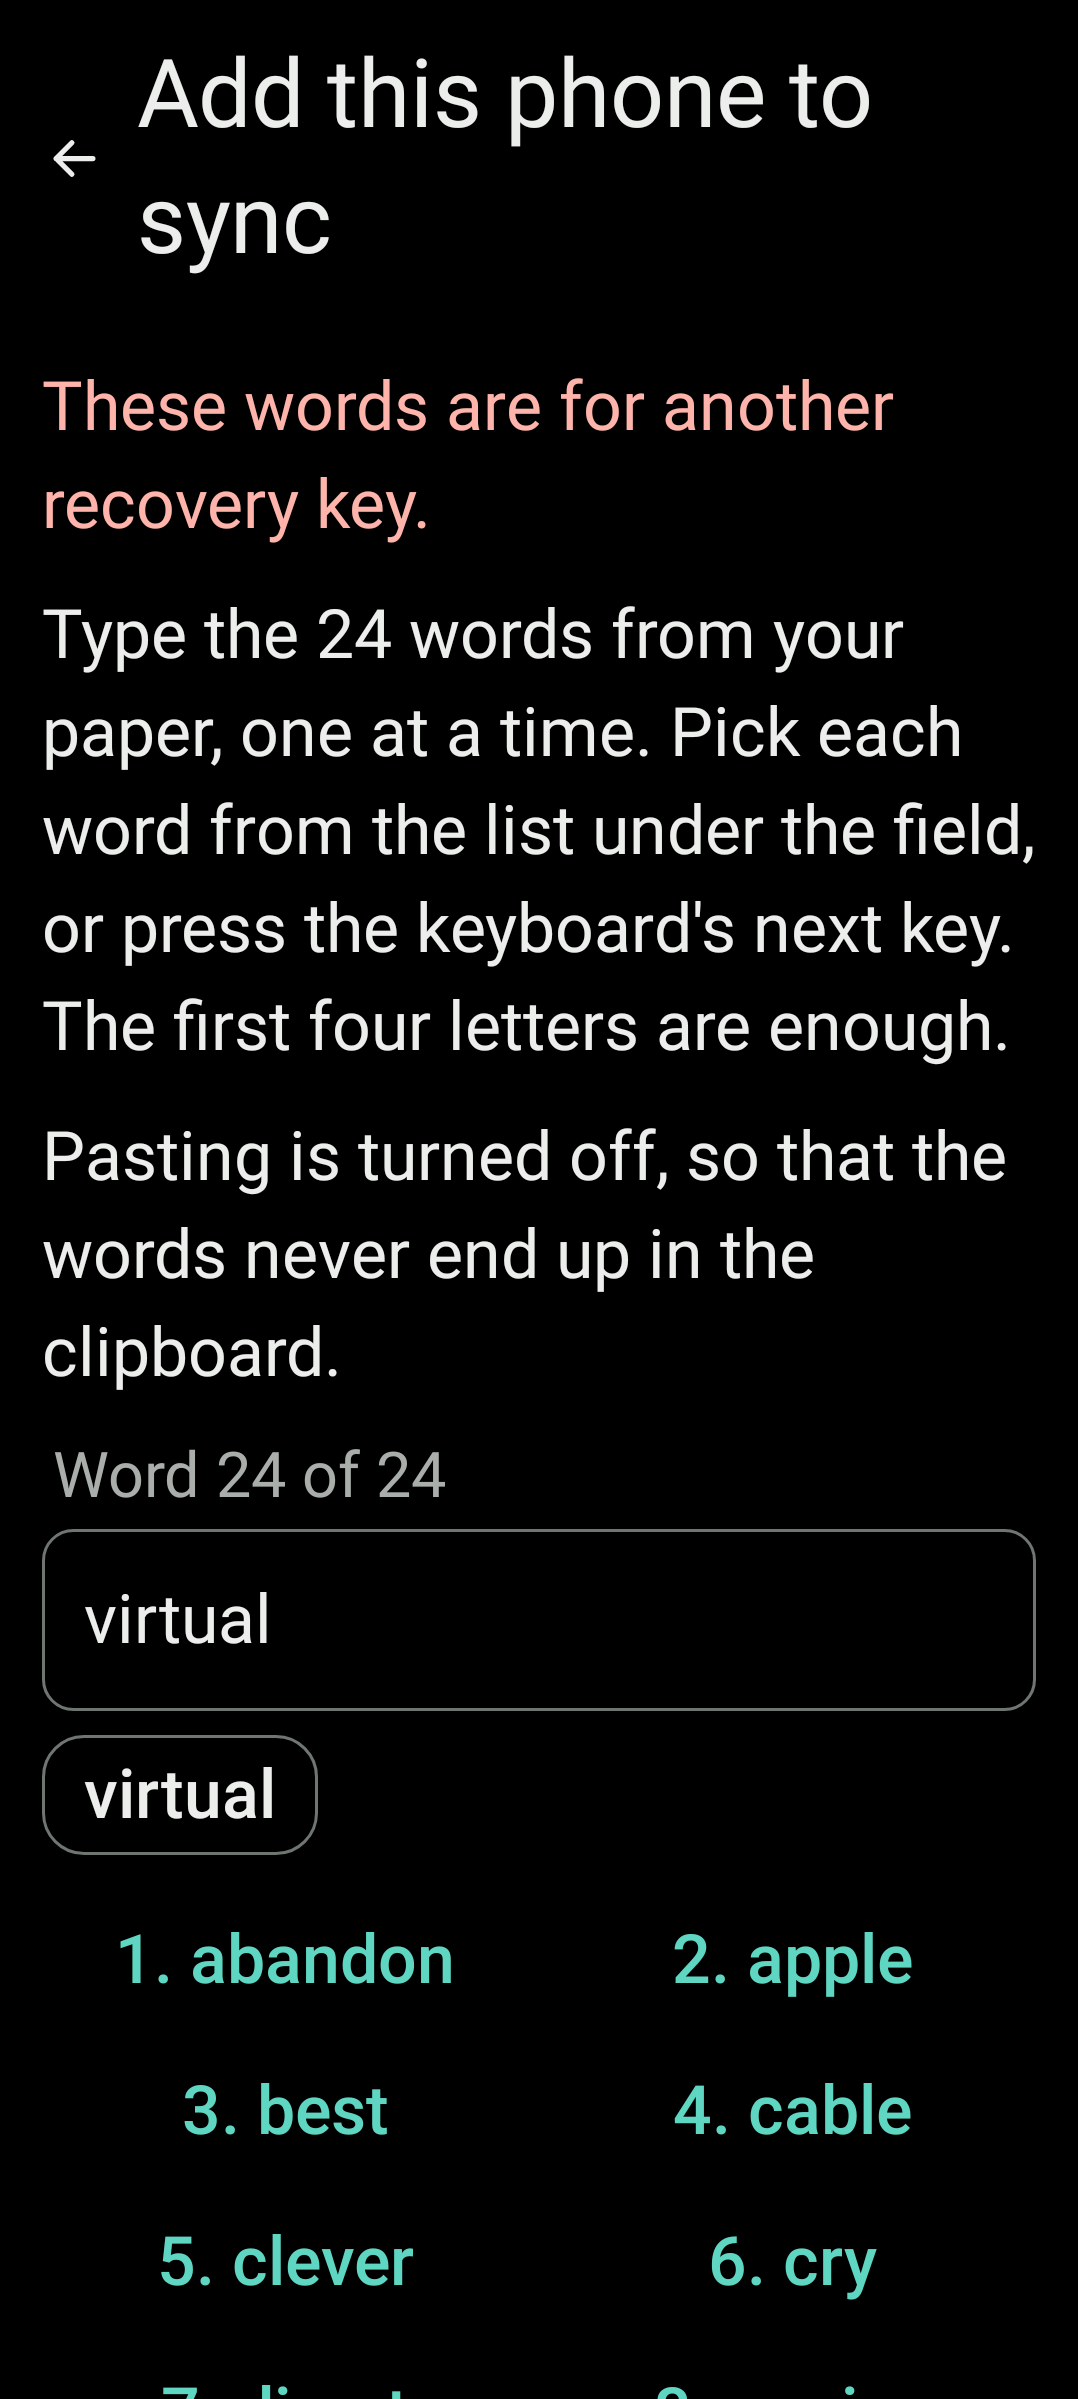 Add this phone to
sync
These words are for another
recovery key.
Type the 24 words from your
paper, one at a time. Pick each
word from the list under the field,
or press the keyboard's next key.
The first four letters are enough.
Pasting is turned off, so that the
words never end up in the
clipboard.
Word 24 of 24
virtual
virtual
1. abandon 2. apple
3. best 4. cable
5. clever 6. cry